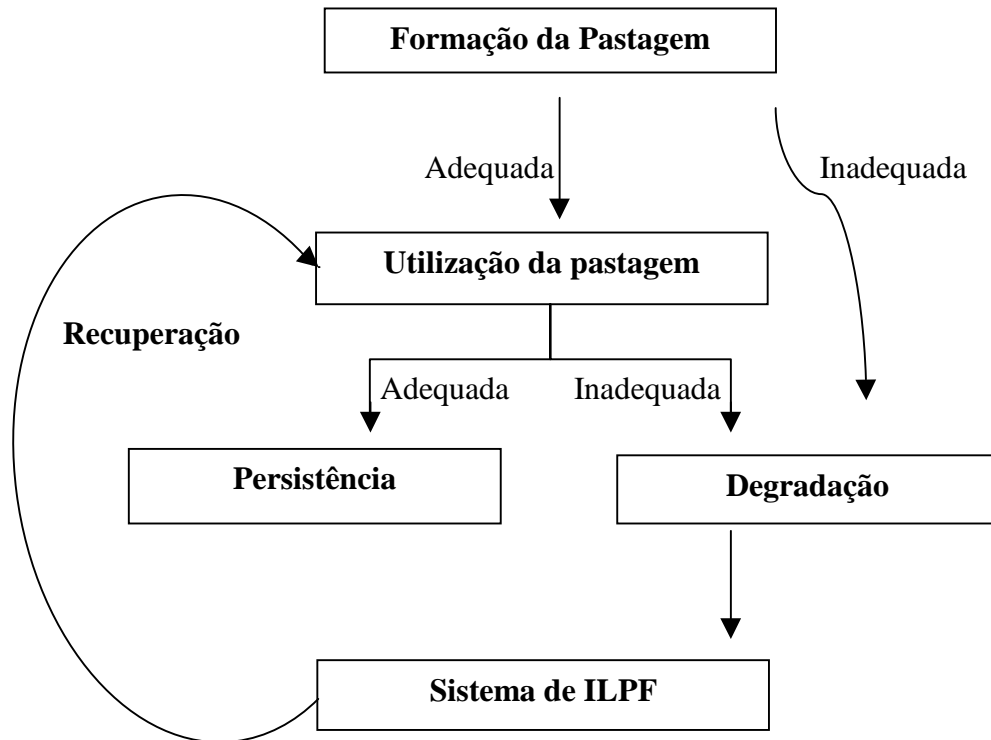 Formação da Pastagem
Adequada
Inadequada
Utilização da pastagem
Recuperação
Adequada
Inadequada
Persistência
Degradação
Sistema de ILPF